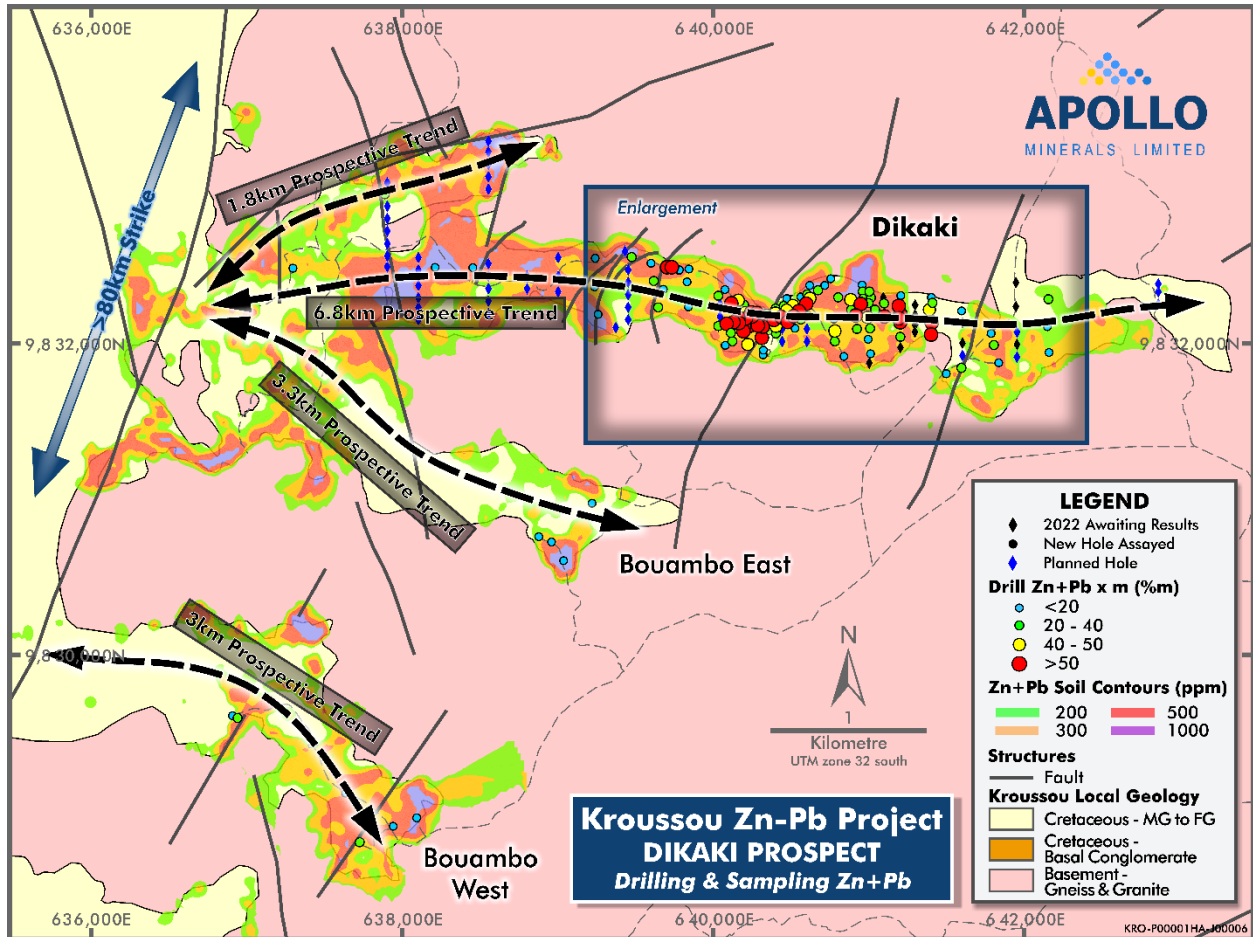 636,000E
638,000E
6 40,000E
6 42,000E
APOLLO
MINERALS LIMITED
>80km Strike
1.8km Prospective Trend
Enlargement
Dikaki
6.8km Prospective Trend
9,8 32,000N
9,8 32,000N
3.3km Prospective Trend
Bouambo East
3km Prospective Trend
9,8 30,000N
Bouambo
West
N
1
Kilometre
UTM zone 32 south
LEGEND
2022 Awaiting Results
New Hole Assayed
Planned Hole
Drill Zn+Pb x m (%m)
<20
20 - 40
40 - 50
>50
Zn+Pb Soil Contours (ppm)
200
500
300
1000
Structures
Fault
Kroussou Local Geology
Cretaceous - MG to FG
Cretaceous -
Basal Conglomerate
Basement -
Gneiss & Granite
Kroussou Zn-Pb Project
DIKAKI PROSPECT
Drilling & Sampling Zn+Pb
636,000E
638,000E
6 40,000E
6 42,000E
KRO-P00001HA-J00006